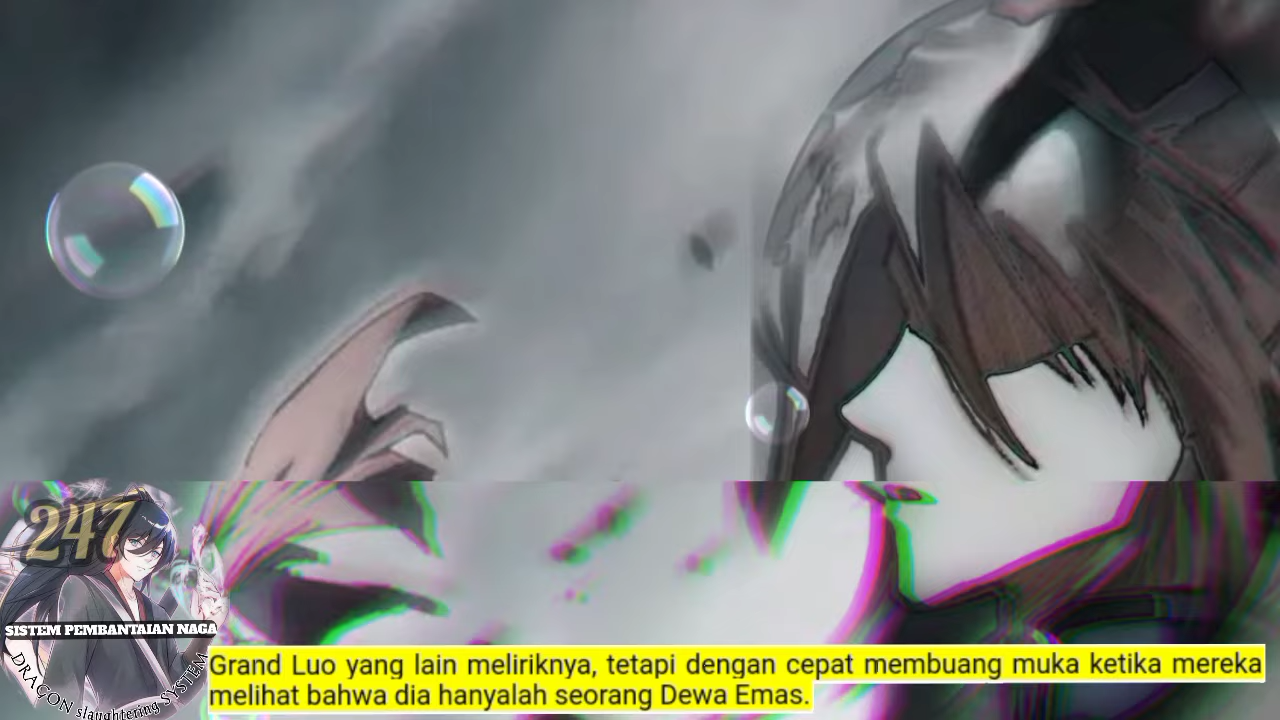 247
SISTEM PEMBANTAIAN NAGA
DRAGON slaughtering SYSTEM
Grand Luo yang lain meliriknya, tetapi dengan cepat membuang muka ketika mereka
melihat bahwa dia hanyalah seorang Dewa Emas.